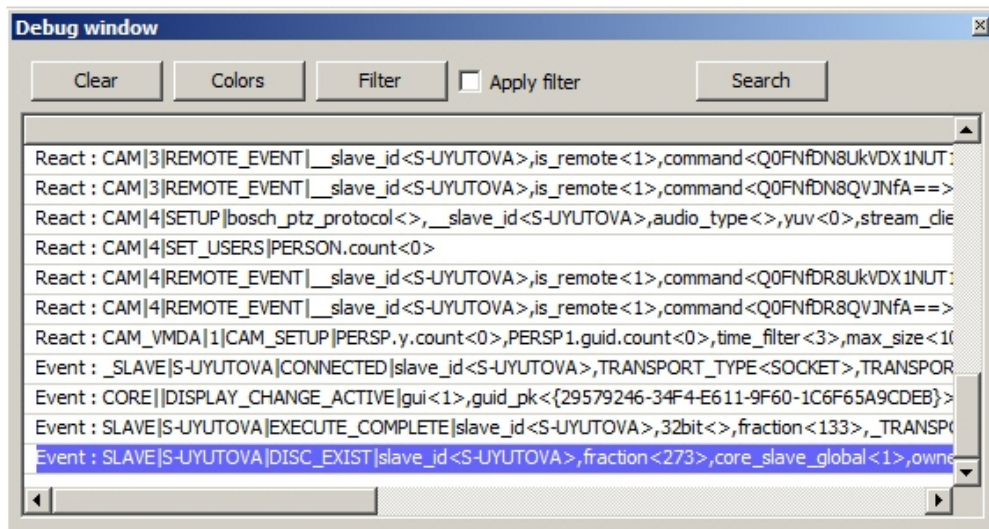 Debug window
Clear Colors Filter Apply filter Search
React : CAM|3|REMOTE_EVENT|__slave_id<S-UYUTOVA>,is_remote<1>,command<Q0FNfDN8UkVDX1NUT1
React : CAM|3|REMOTE_EVENT|__slave_id<S-UYUTOVA>,is_remote<1>,command<Q0FNfDN8QVJNfA==>
React : CAM|4|SETUP|bosch_ptz_protocol<>,__slave_id<S-UYUTOVA>,audio_type<>,yuv<0>,stream_clie
React : CAM|4|SET_USERS|PERSON.count<0>
React : CAM|4|REMOTE_EVENT|__slave_id<S-UYUTOVA>,is_remote<1>,command<Q0FNfDR8UkVDX1NUT1
React : CAM|4|REMOTE_EVENT|__slave_id<S-UYUTOVA>,is_remote<1>,command<Q0FNfDR8QVJNfA==>
React : CAM_VMDA|1|CAM_SETUP|PERSP.y.count<0>,PERSP1.guid.count<0>,time_filter<3>,max_size<10
Event : _SLAVE|S-UYUTOVA|CONNECTED|slave_id<S-UYUTOVA>,TRANSPORT_TYPE<SOCKET>,TRANSPOR
Event : CORE||DISPLAY_CHANGE_ACTIVE|gui<1>,guid_pk<{29579246-34F4-E611-9F60-1C6F65A9CDEB}>
Event : SLAVE|S-UYUTOVA|EXECUTE_COMPLETE|slave_id<S-UYUTOVA>,32bit<>,fraction<133>,_TRANSPO
Event : SLAVE|S-UYUTOVA|DISC_EXIST|slave_id<S-UYUTOVA>,fraction<273>,core_slave_global<1>,owne